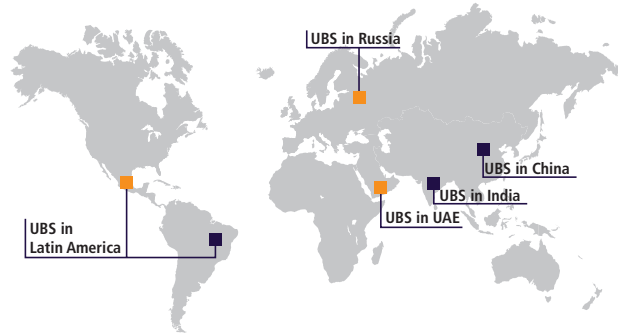 UBS in Russia
UBS in China
UBS in India
UBS in UAE
UBS in
Latin America